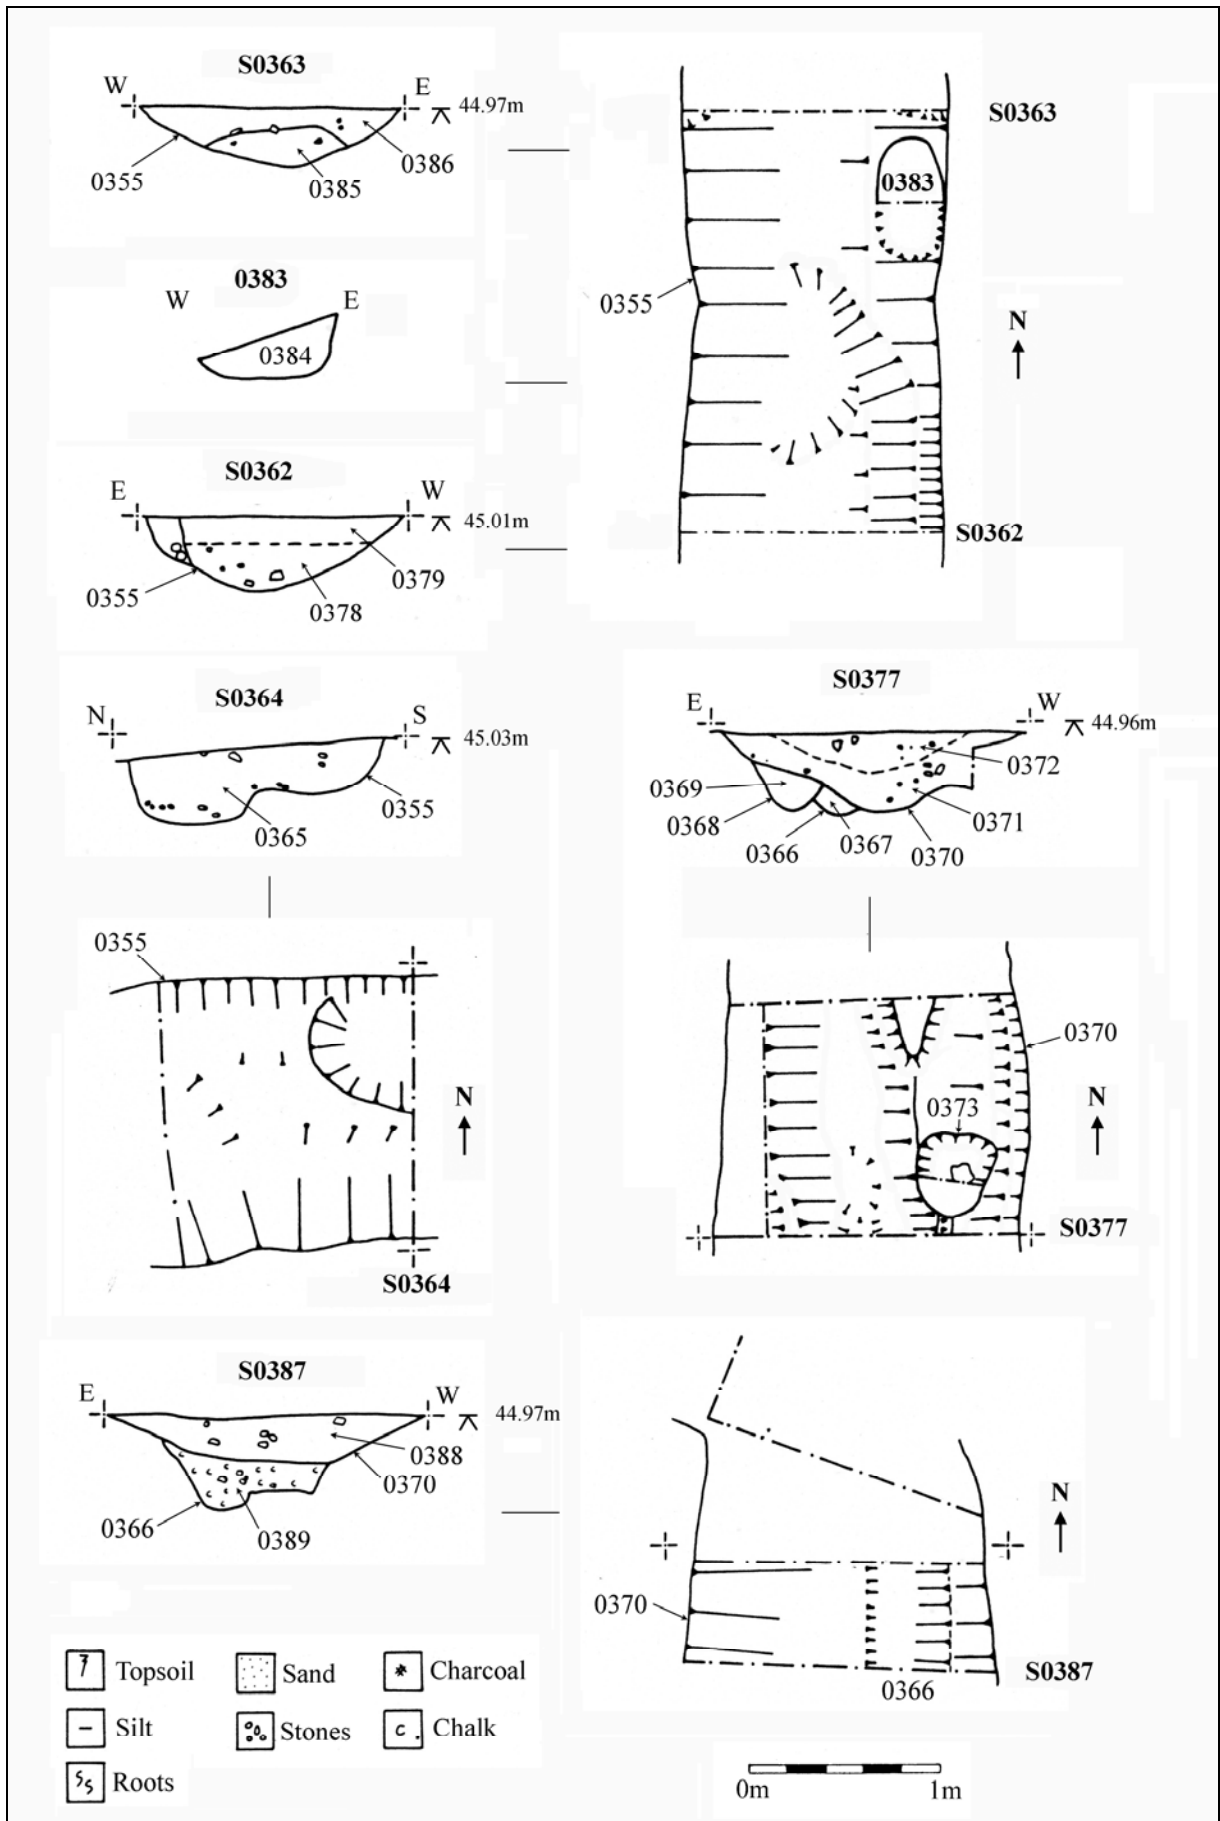 S0363
W E
44.97m
0355
0385
0386
S0363
0383
0355
N
S0362
0383
W E
0384
S0362
E W
45.01m
0355
0378
0379
S0364
N S
45.03m
0365
0355
S0377
E W
44.96m
0369
0368
0366
0367
0370
0371
0372
0355
N
S0364
0370
0373
N
S0377
S0387
E W
44.97m
0388
0370
0366
0389
N
0370
0366
S0387
Topsoil Sand Charcoal
Silt Stones Chalk
Roots
0m 1m